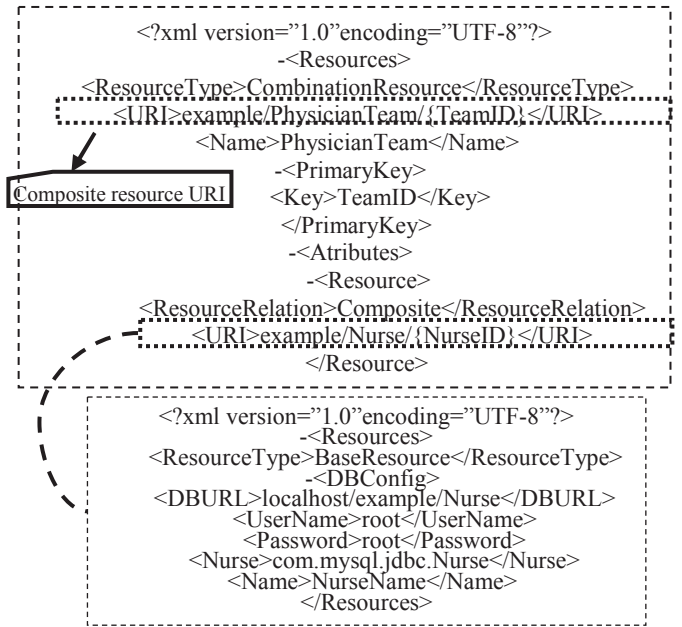 <?xml version=”1.0”encoding=”UTF-8”?>
-<Resources>
<ResourceType>CombinationResource</ResourceType>
<URI>example/PhysicianTeam/{TeamID}</URI>
<Name>PhysicianTeam</Name>
-<PrimaryKey>
Composite resource URI
<Key>TeamID</Key>
</PrimaryKey>
-<Atributes>
-<Resource>
<ResourceRelation>Composite</ResourceRelation>
<URI>example/Nurse/{NurseID}</URI>
</Resource>
<?xml version=”1.0”encoding=”UTF-8”?>
-<Resources>
<ResourceType>BaseResource</ResourceType>
-<DBConfig>
<DBURL>localhost/example/Nurse</DBURL>
<UserName>root</UserName>
<Password>root</Password>
<Nurse>com.mysql.jdbc.Nurse</Nurse>
<Name>NurseName</Name>
</Resources>